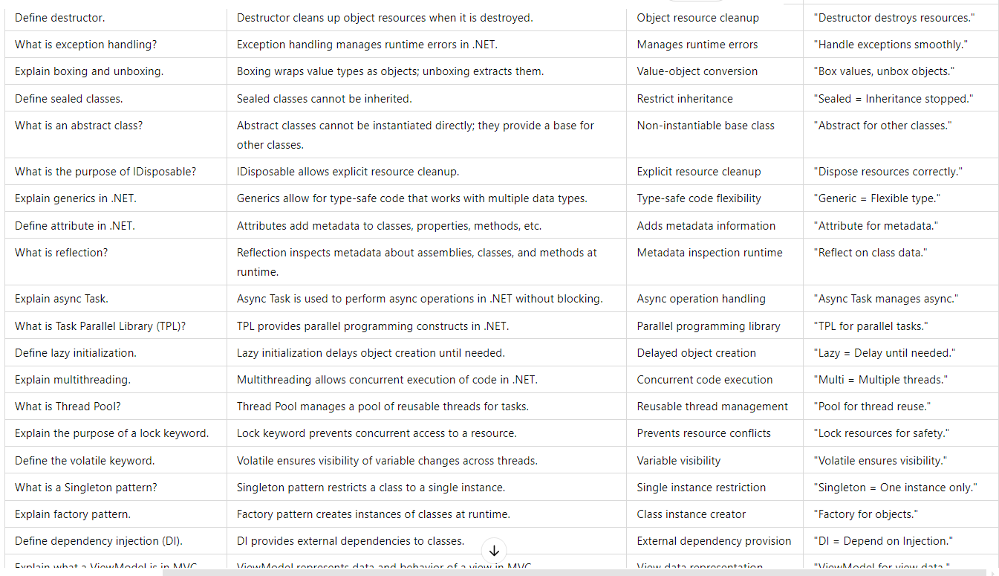 Define destructor. Destructor cleans up object resources when it is destroyed. Object resource cleanup "Destructor destroys resources."
What is exception handling? Exception handling manages runtime errors in .NET. Manages runtime errors "Handle exceptions smoothly."
Explain boxing and unboxing. Boxing wraps value types as objects; unboxing extracts them. Value-object conversion "Box values, unbox objects."
Define sealed classes. Sealed classes cannot be inherited. Restrict inheritance "Sealed = Inheritance stopped."
What is an abstract class? Abstract classes cannot be instantiated directly; they provide a base for Non-instantiable base class "Abstract for other classes."
other classes.
What is the purpose of IDisposable? IDisposable allows explicit resource cleanup. Explicit resource cleanup "Dispose resources correctly."
Explain generics in .NET. Generics allow for type-safe code that works with multiple data types. Type-safe code flexibility "Generic = Flexible type."
Define attribute in .NET. Attributes add metadata to classes, properties, methods, etc. Adds metadata information "Attribute for metadata."
What is reflection? Reflection inspects metadata about assemblies, classes, and methods at Metadata inspection runtime "Reflect on class data."
runtime.
Explain async Task. Async Task is used to perform async operations in .NET without blocking. Async operation handling "Async Task manages async."
What is Task Parallel Library (TPL)? TPL provides parallel programming constructs in .NET. Parallel programming library "TPL for parallel tasks."
Define lazy initialization. Lazy initialization delays object creation until needed. Delayed object creation "Lazy = Delay until needed."
Explain multithreading. Multithreading allows concurrent execution of code in .NET. Concurrent code execution "Multi = Multiple threads."
What is Thread Pool? Thread Pool manages a pool of reusable threads for tasks. Reusable thread management "Pool for thread reuse."
Explain the purpose of a lock keyword. Lock keyword prevents concurrent access to a resource. Prevents resource conflicts "Lock resources for safety."
Define the volatile keyword. Volatile ensures visibility of variable changes across threads. Variable visibility "Volatile ensures visibility."
What is a Singleton pattern? Singleton pattern restricts a class to a single instance. Single instance restriction "Singleton = One instance only."
Explain factory pattern. Factory pattern creates instances of classes at runtime. Class instance creator "Factory for objects."
Define dependency injection (DI). DI provides external dependencies to classes. External dependency provision "DI = Depend on Injection."
Explain what a ViewModel is in MVC. ViewModel represents data and behavior of a view in MVC. View data representation "ViewModel for view data."